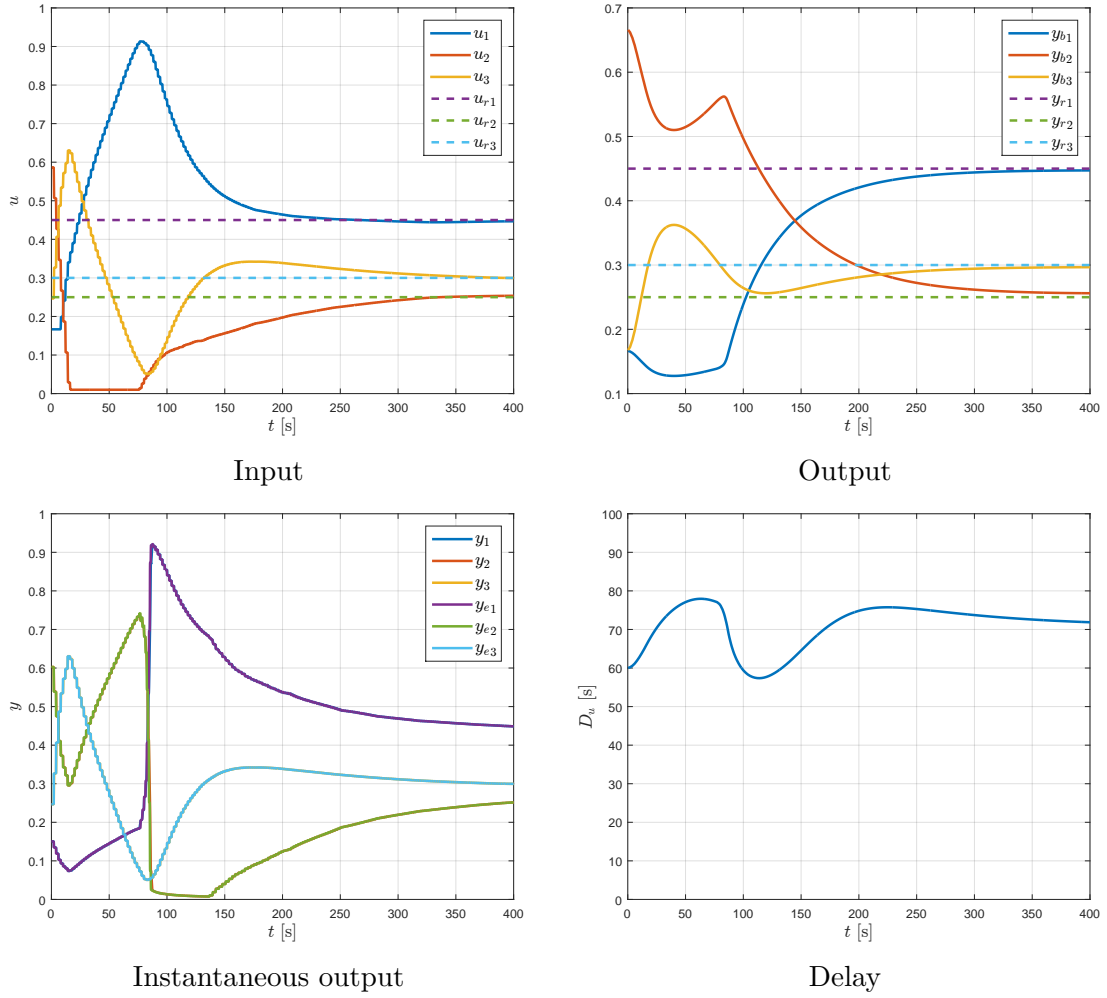 1
0.9
0.8
0.7
0.6
0.5
0.4
0.3
0.2
0.1
0
u
0 50 100 150 200 250 300 350 400
t [s]
u1
u2
u3
ur1
ur2
ur3
Input
0.7
0.6
0.5
0.4
0.3
0.2
0.1
0 50 100 150 200 250 300 350 400
t [s]
yb1
yb2
yb3
yr1
yr2
yr3
Output
1
0.9
0.8
0.7
0.6
0.5
0.4
0.3
0.2
0.1
0
y
0 50 100 150 200 250 300 350 400
t [s]
y1
y2
y3
ye1
ye2
ye3
Instantaneous output
100
90
80
70
60
50
40
30
20
10
0
Du [s]
0 50 100 150 200 250 300 350 400
t [s]
Delay